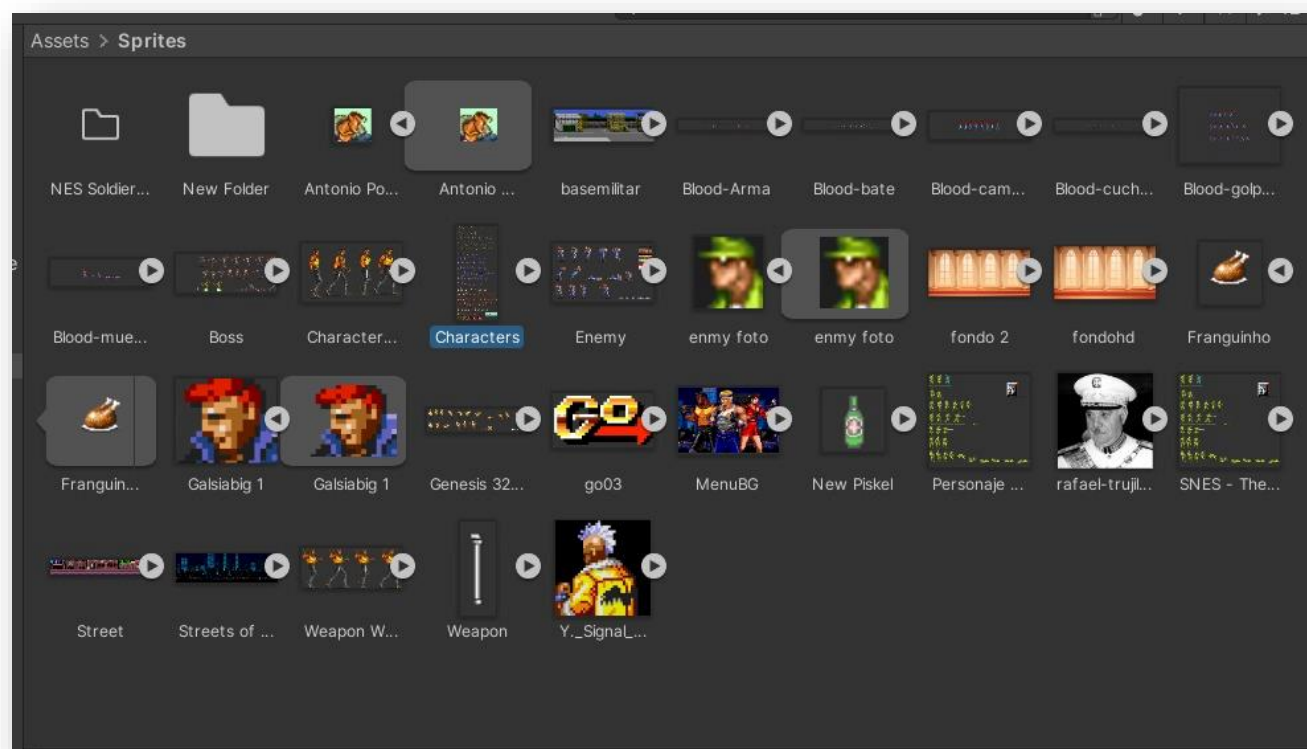 Assets > Sprites
NES Soldier... New Folder Antonio Po... Antonio ... basemilitar Blood-Arma Blood-bate Blood-cam... Blood-cuch... Blood-golp...
Blood-mue... Boss Character... Characters Enemy enmy foto enmy foto fondo 2 fondohd Franguinho
GO
Franguin... Galsiabig 1 Galsiabig 1 Genesis 32... go03 MenuBG New Piskel Personaje ... rafael-trujil... SNES - The...
Street Streets of ... Weapon W... Weapon Y._Signal_...